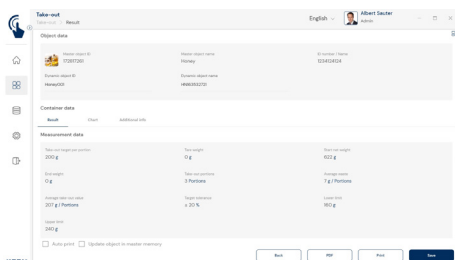 Take-out
Take-out | Result
English
Albert Sauter
Admin
Object data
Master object ID
172517261
Master object name
Honey
ID number / Name
1234124124
Dynamic object ID
Honey001
Dynamic object name
Container data
Result
Chart
Additional info
Measurement data
Take-out target per portion
200 g
Tare weight
0 g
Start net weight
622 g
End weight
0 g
Take-out portions
3 Portions
Average waste
7 g / Portions
Average take-out value
207 g / Portions
Target tolerance
± 20 %
Lower limit
160 g
Upper limit
240 g
Auto print
Update object in master memory
Back
PDF
Print
Save